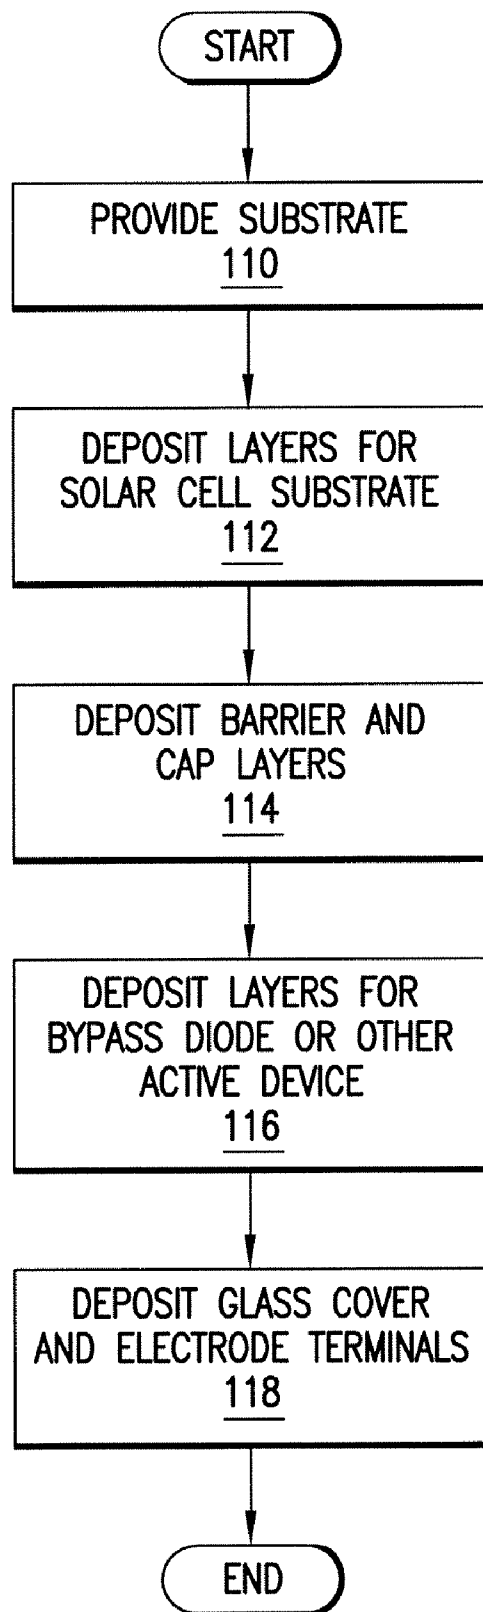 START
PROVIDE SUBSTRATE
110
DEPOSIT LAYERS FOR
SOLAR CELL SUBSTRATE
112
DEPOSIT BARRIER AND
CAP LAYERS
114
DEPOSIT LAYERS FOR
BYPASS DIODE OR OTHER
ACTIVE DEVICE
116
DEPOSIT GLASS COVER
AND ELECTRODE TERMINALS
118
END